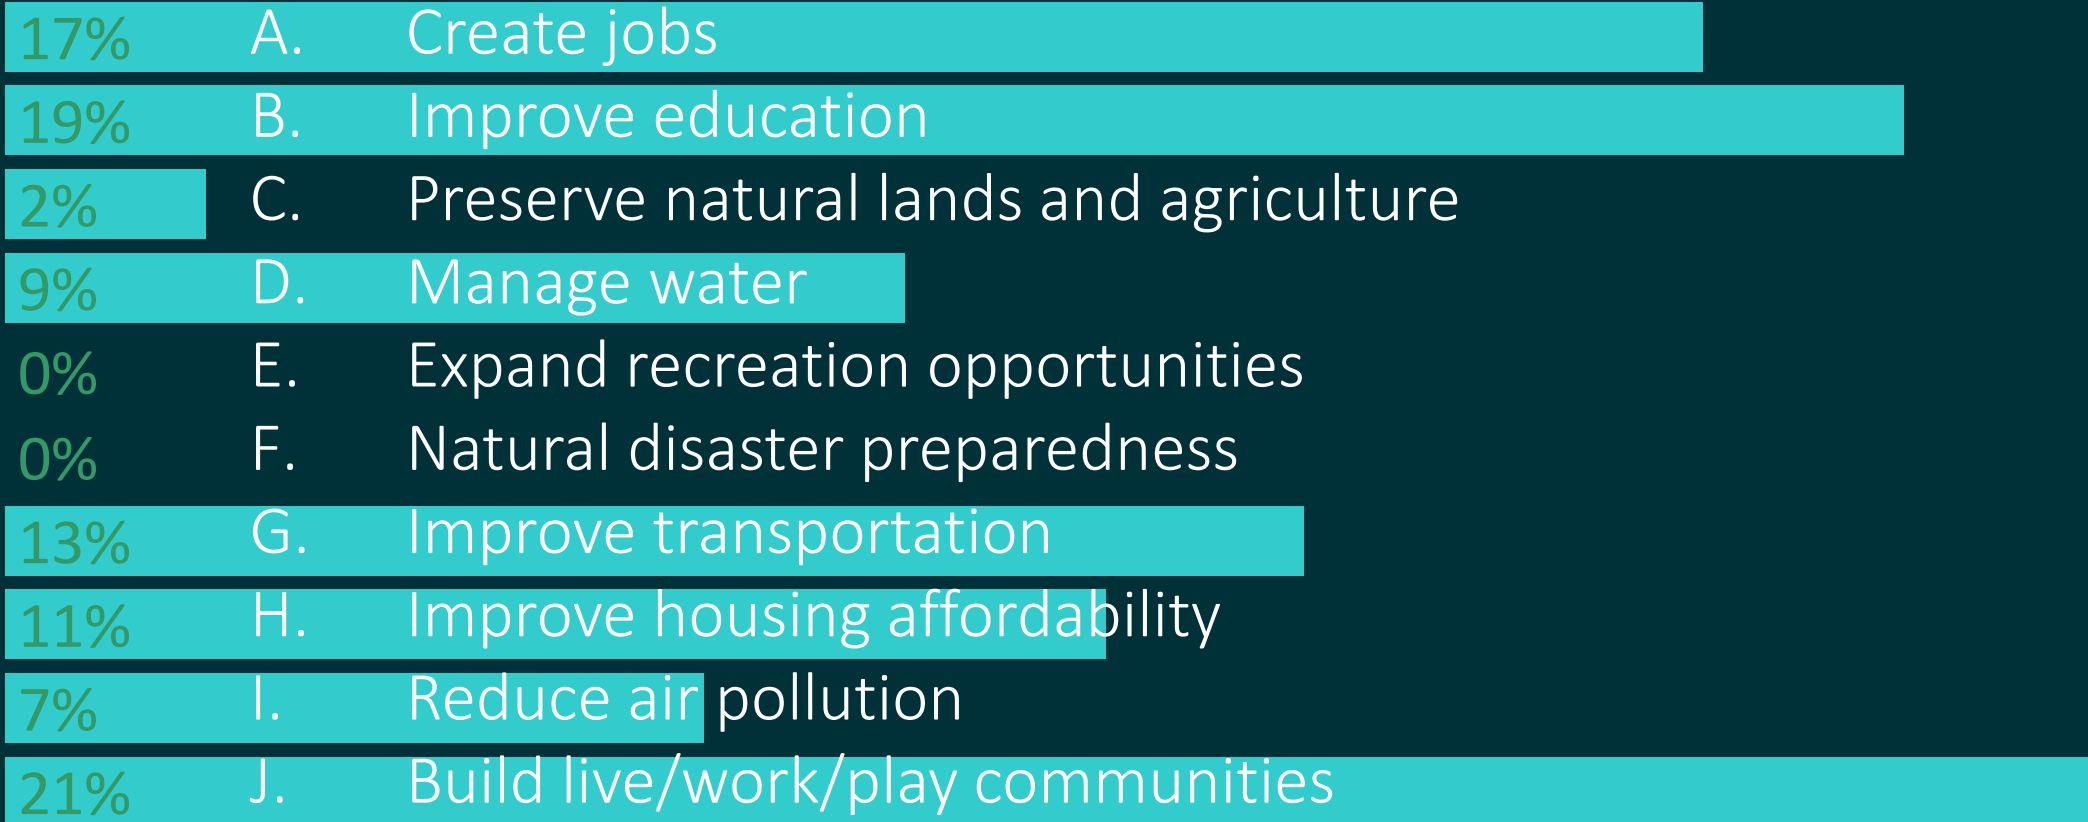 17% A. Create jobs
19% B. Improve education
2% C. Preserve natural lands and agriculture
9% D. Manage water
0% E. Expand recreation opportunities
0% F. Natural disaster preparedness
13% G. Improve transportation
11% H. Improve housing affordability
7% I. Reduce air pollution
21% J. Build live/work/play communities